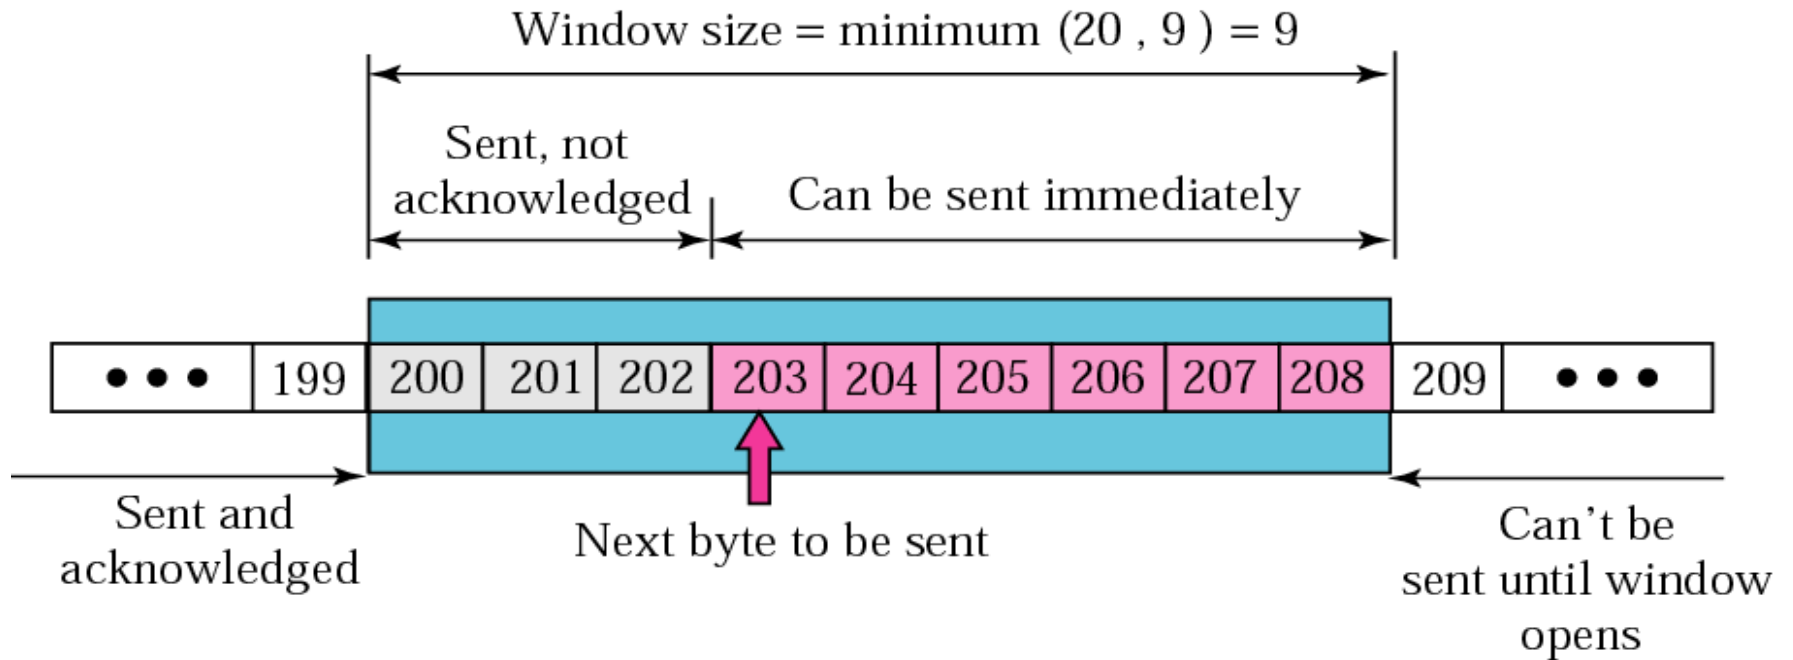 Window size = minimum (20 , 9 ) = 9
Sent, not
acknowledged
Can be sent immediately
••• 199 200 201 202 203 204 205 206 207 208 209 •••
Sent and
acknowledged
Next byte to be sent
Can't be
sent until window
opens